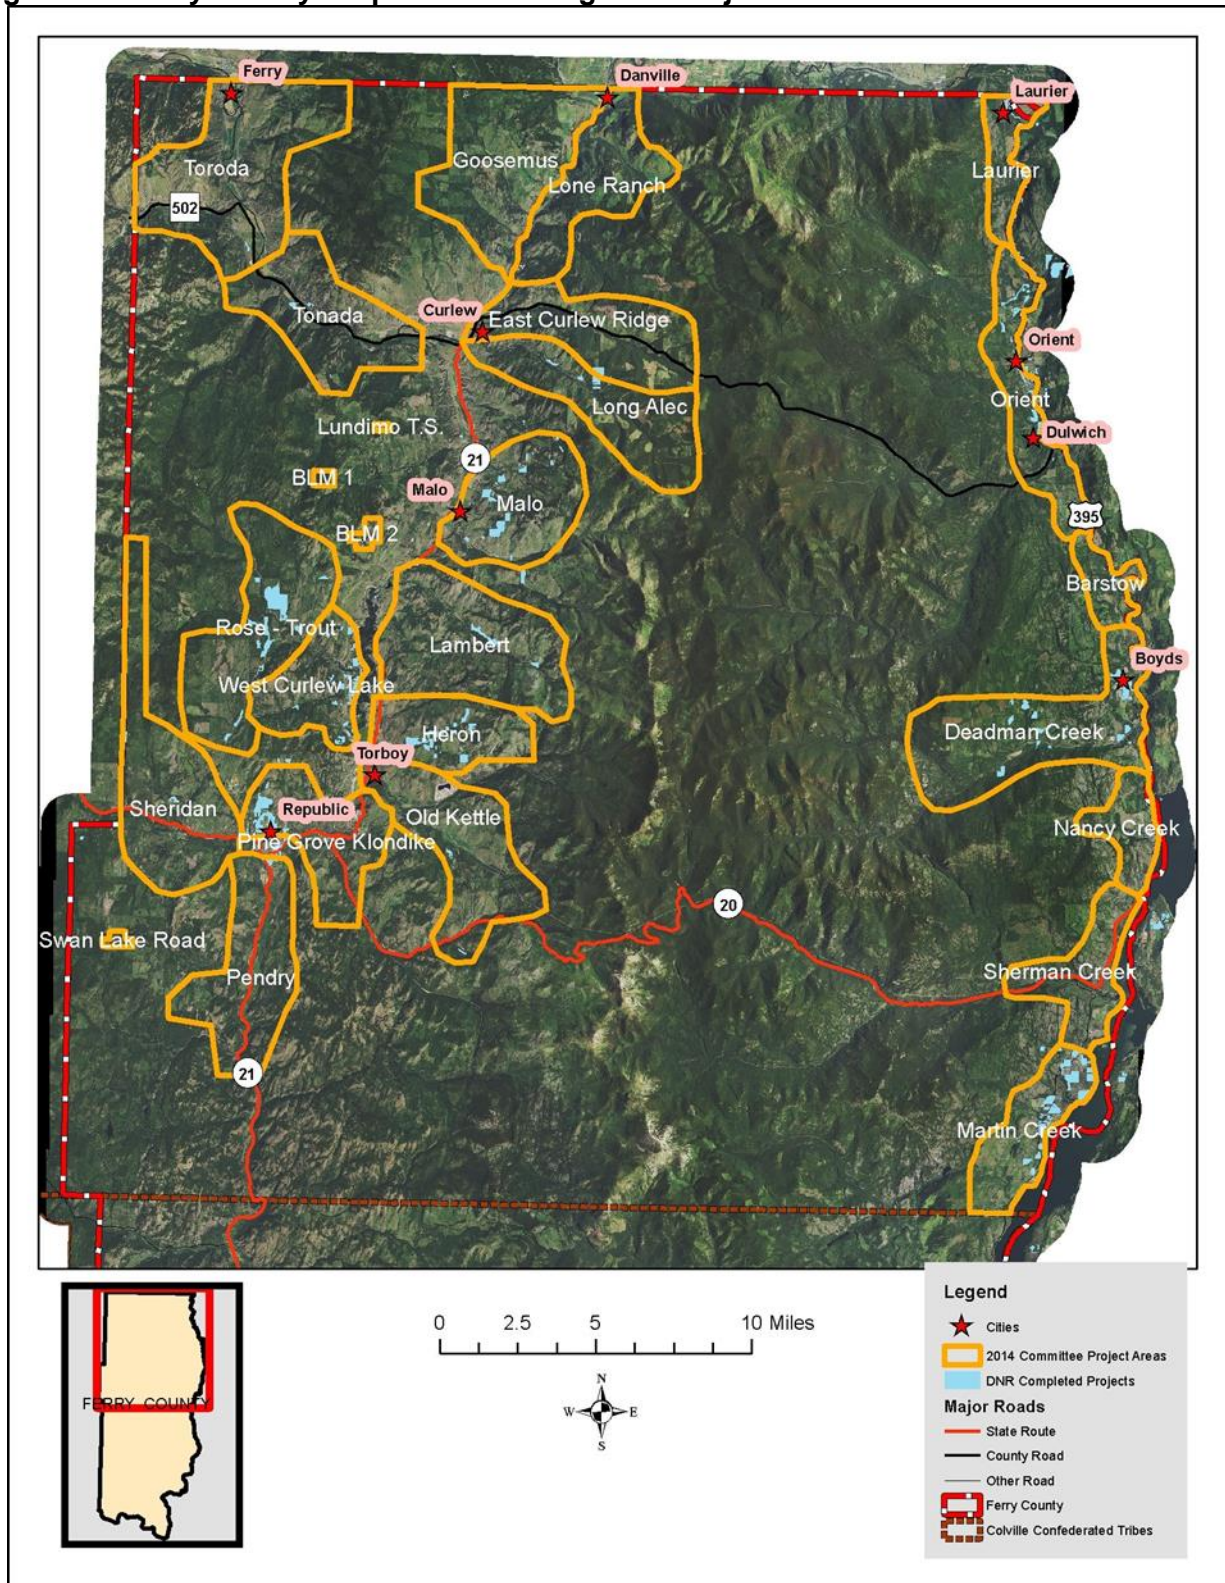 Ferry
Danville
Laurier
Toroda
Goosemus
Lone Ranch
Laurier
502
Tonada
Curlew
East Curlew Ridge
Orient
Long Alec
Orient
Lundimo T.S.
Dulwich
21
BLM 1
Malo
Malo
395
BLM 2
Barstow
Rose - Trout
Lambert
Boyds
West Curlew Lake
Heron
Deadman Creek
Torboy
Sheridan
Republic
Old Kettle
Nancy Creek
Pine Grove Klondike
20
Swan Lake Road
Pendry
Sherman Creek
21
Martin Creek
FERRY COUNTY
0 2.5 5 10 Miles
N
W E
S
Legend
Cities
2014 Committee Project Areas
DNR Completed Projects
Major Roads
State Route
County Road
Other Road
Ferry County
Colville Confederated Tribes